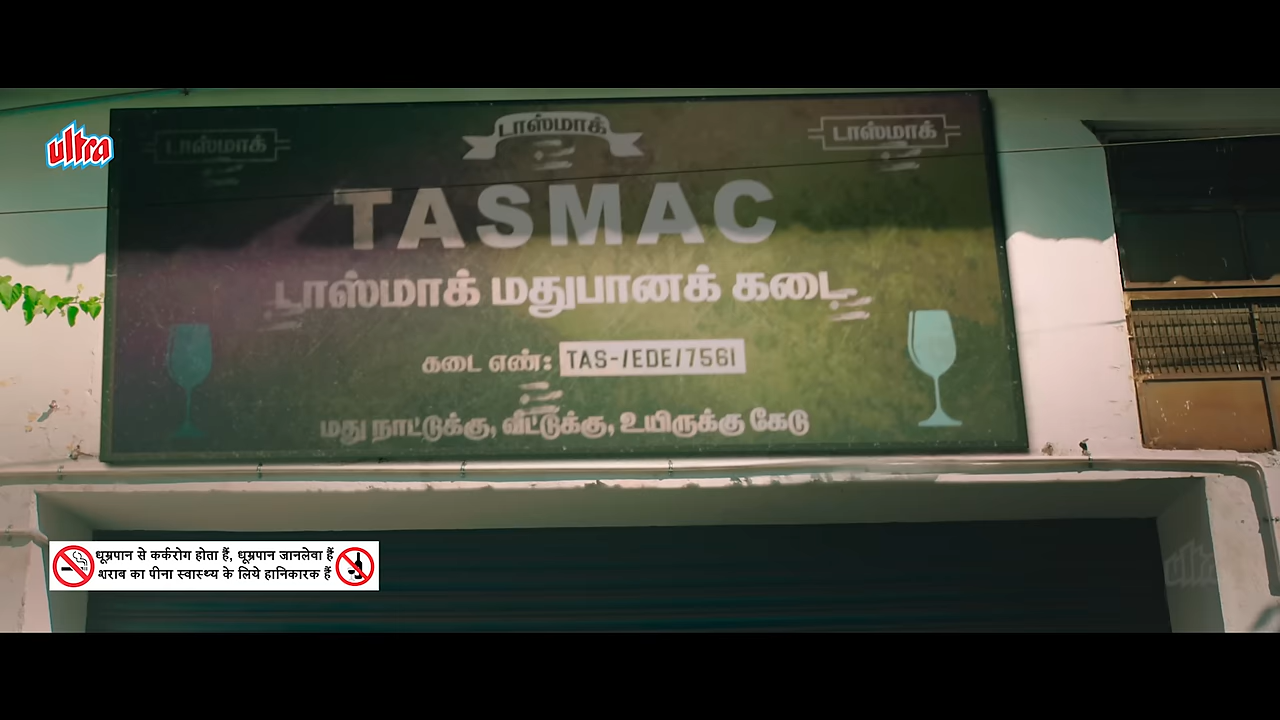 ultra
டாஸ்மாக்
டாஸ்மாக்
டாஸ்மாக்
TASMAC
டாஸ்மாக் மதுபானக் கடை
கடை எண்: TAS-/EDE/7561
மது நாட்டுக்கு, வீட்டுக்கு, உயிருக்கு கேடு
धूम्रपान से कर्करोग होता हैं, धूम्रपान जानलेवा हैं
शराब का पीना स्वास्थ्य के लिये हानिकारक हैं
ultra